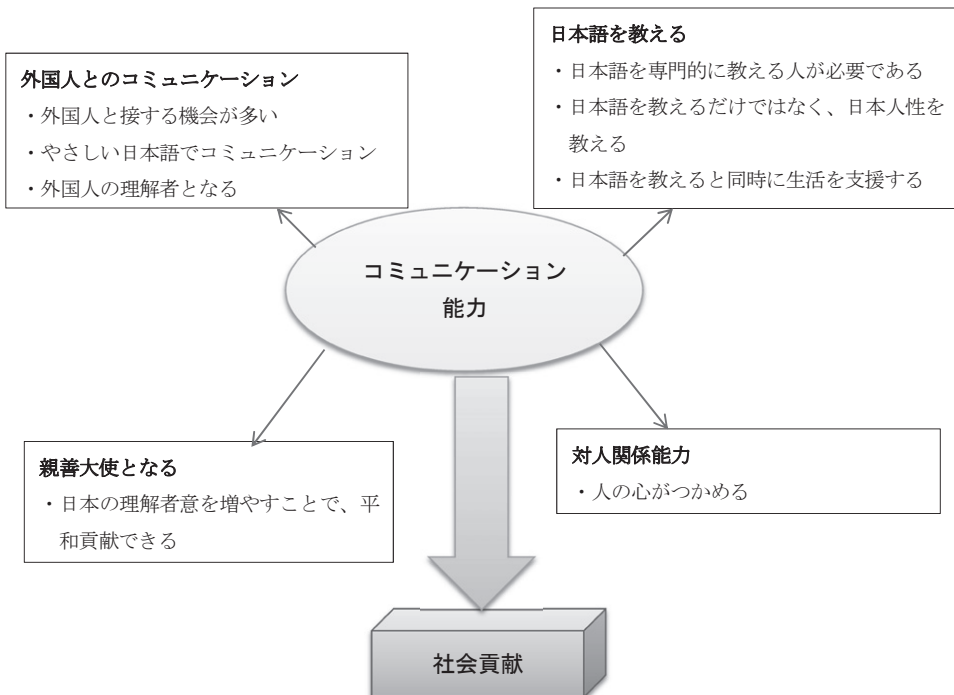 外国人とのコミュニケーション
・外国人と接する機会が多い
・やさしい日本語でコミュニケーション
・外国人の理解者となる
日本語を教える
・日本語を専門的に教える人が必要である
・日本語を教えるだけではなく、日本人性を
教える
・日本語を教えると同時に生活を支援する
コミュニケーション
能力
親善大使となる
・日本の理解者意を増やすことで、平
和貢献できる
対人関係能力
・人の心がつかめる
社会貢献